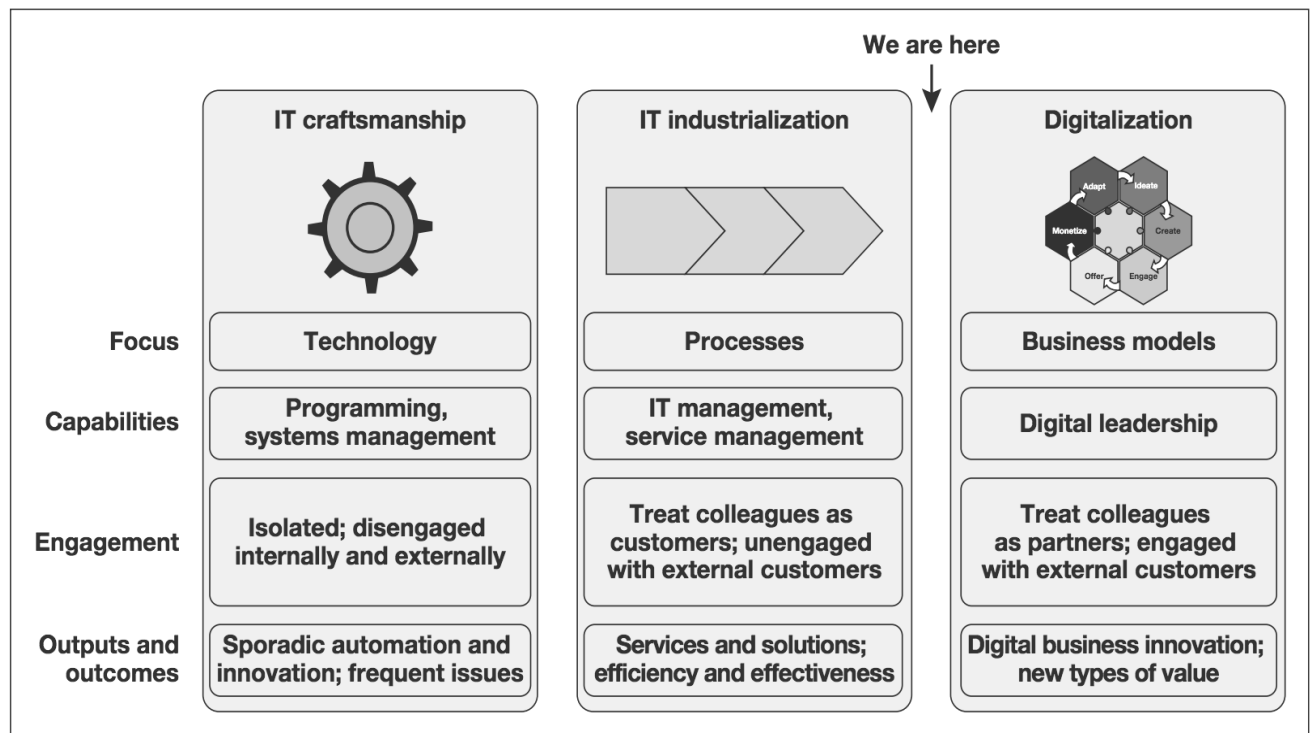 We are here
IT craftsmanship
IT industrialization
Digitalization
Adapt
Ideate
Monetize
Create
Offer
Engage
Focus
Technology
Processes
Business models
Capabilities
Programming,
systems management
IT management,
service management
Digital leadership
Engagement
Isolated; disengaged
internally and externally
Treat colleagues as
customers; unengaged
with external customers
Treat colleagues
as partners; engaged
with external customers
Outputs and
outcomes
Sporadic automation and
innovation; frequent issues
Services and solutions;
efficiency and effectiveness
Digital business innovation;
new types of value